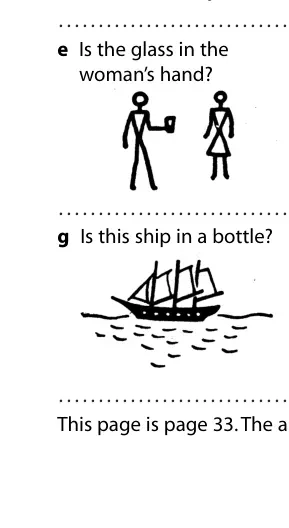 e Is the glass in the
woman's hand?
g Is this ship in a bottle?
This page is page 33. The a